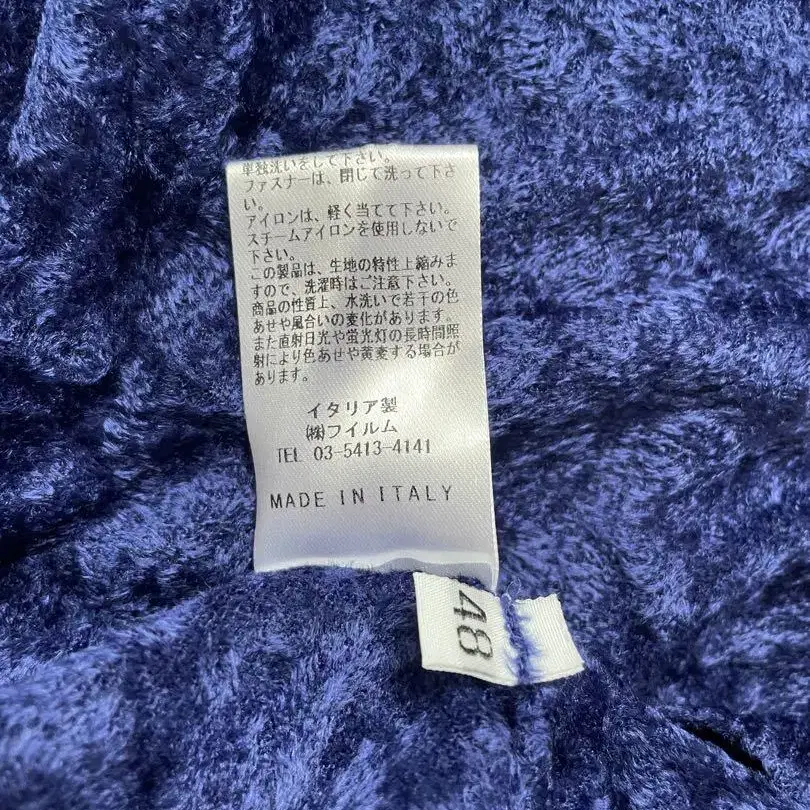 単独洗いをして下さい。
ファスナーは、閉じて洗って下さ
い。
アイロンは、軽く当てて下さい。
スチームアイロンを使用しないで
下さい。
この製品は、生地の特性上縮みま
すので、洗濯時はご注意下さい。
商品の性質上、水洗いで若干の色
あせや風合いの変化があります。
また直射日光や蛍光灯の長時間照
射により色あせや黄変する場合が
あります。
イタリア製
㈱フイルム
TEL 03-5413-4141
MADE IN ITALY
48